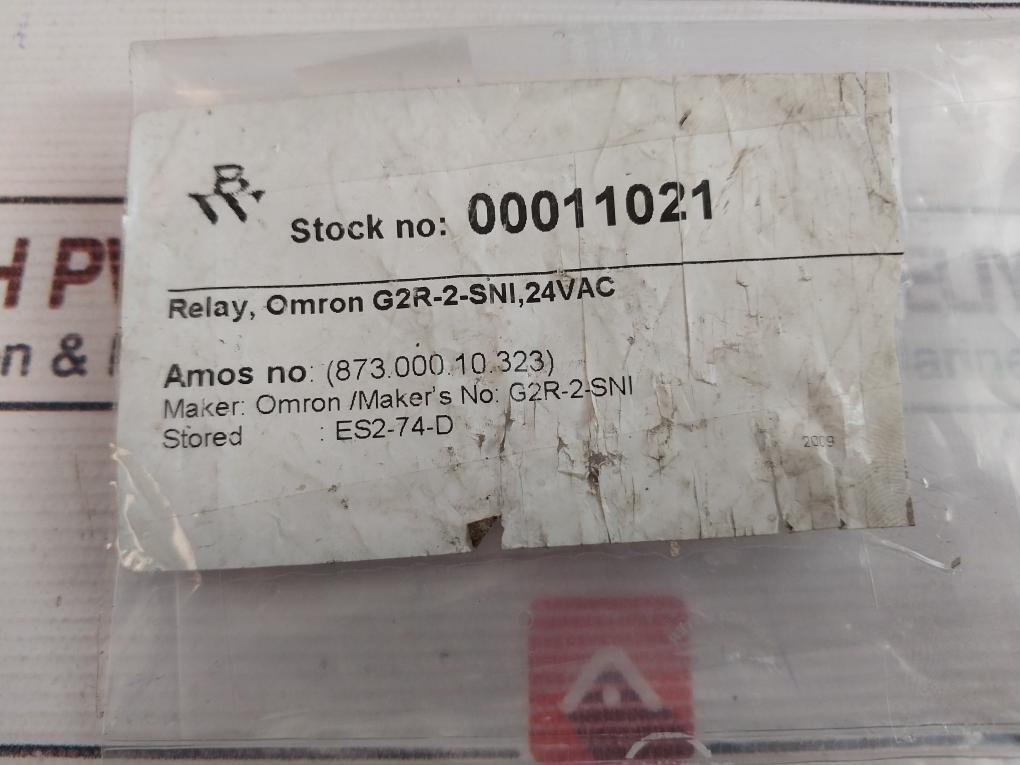 Stock no: 00011021
Relay, Omron G2R-2-SNI,24VAC
Amos no: (873.000.10.323)
Maker: Omron /Maker's No: G2R-2-SNI
Stored : ES2-74-D
2009